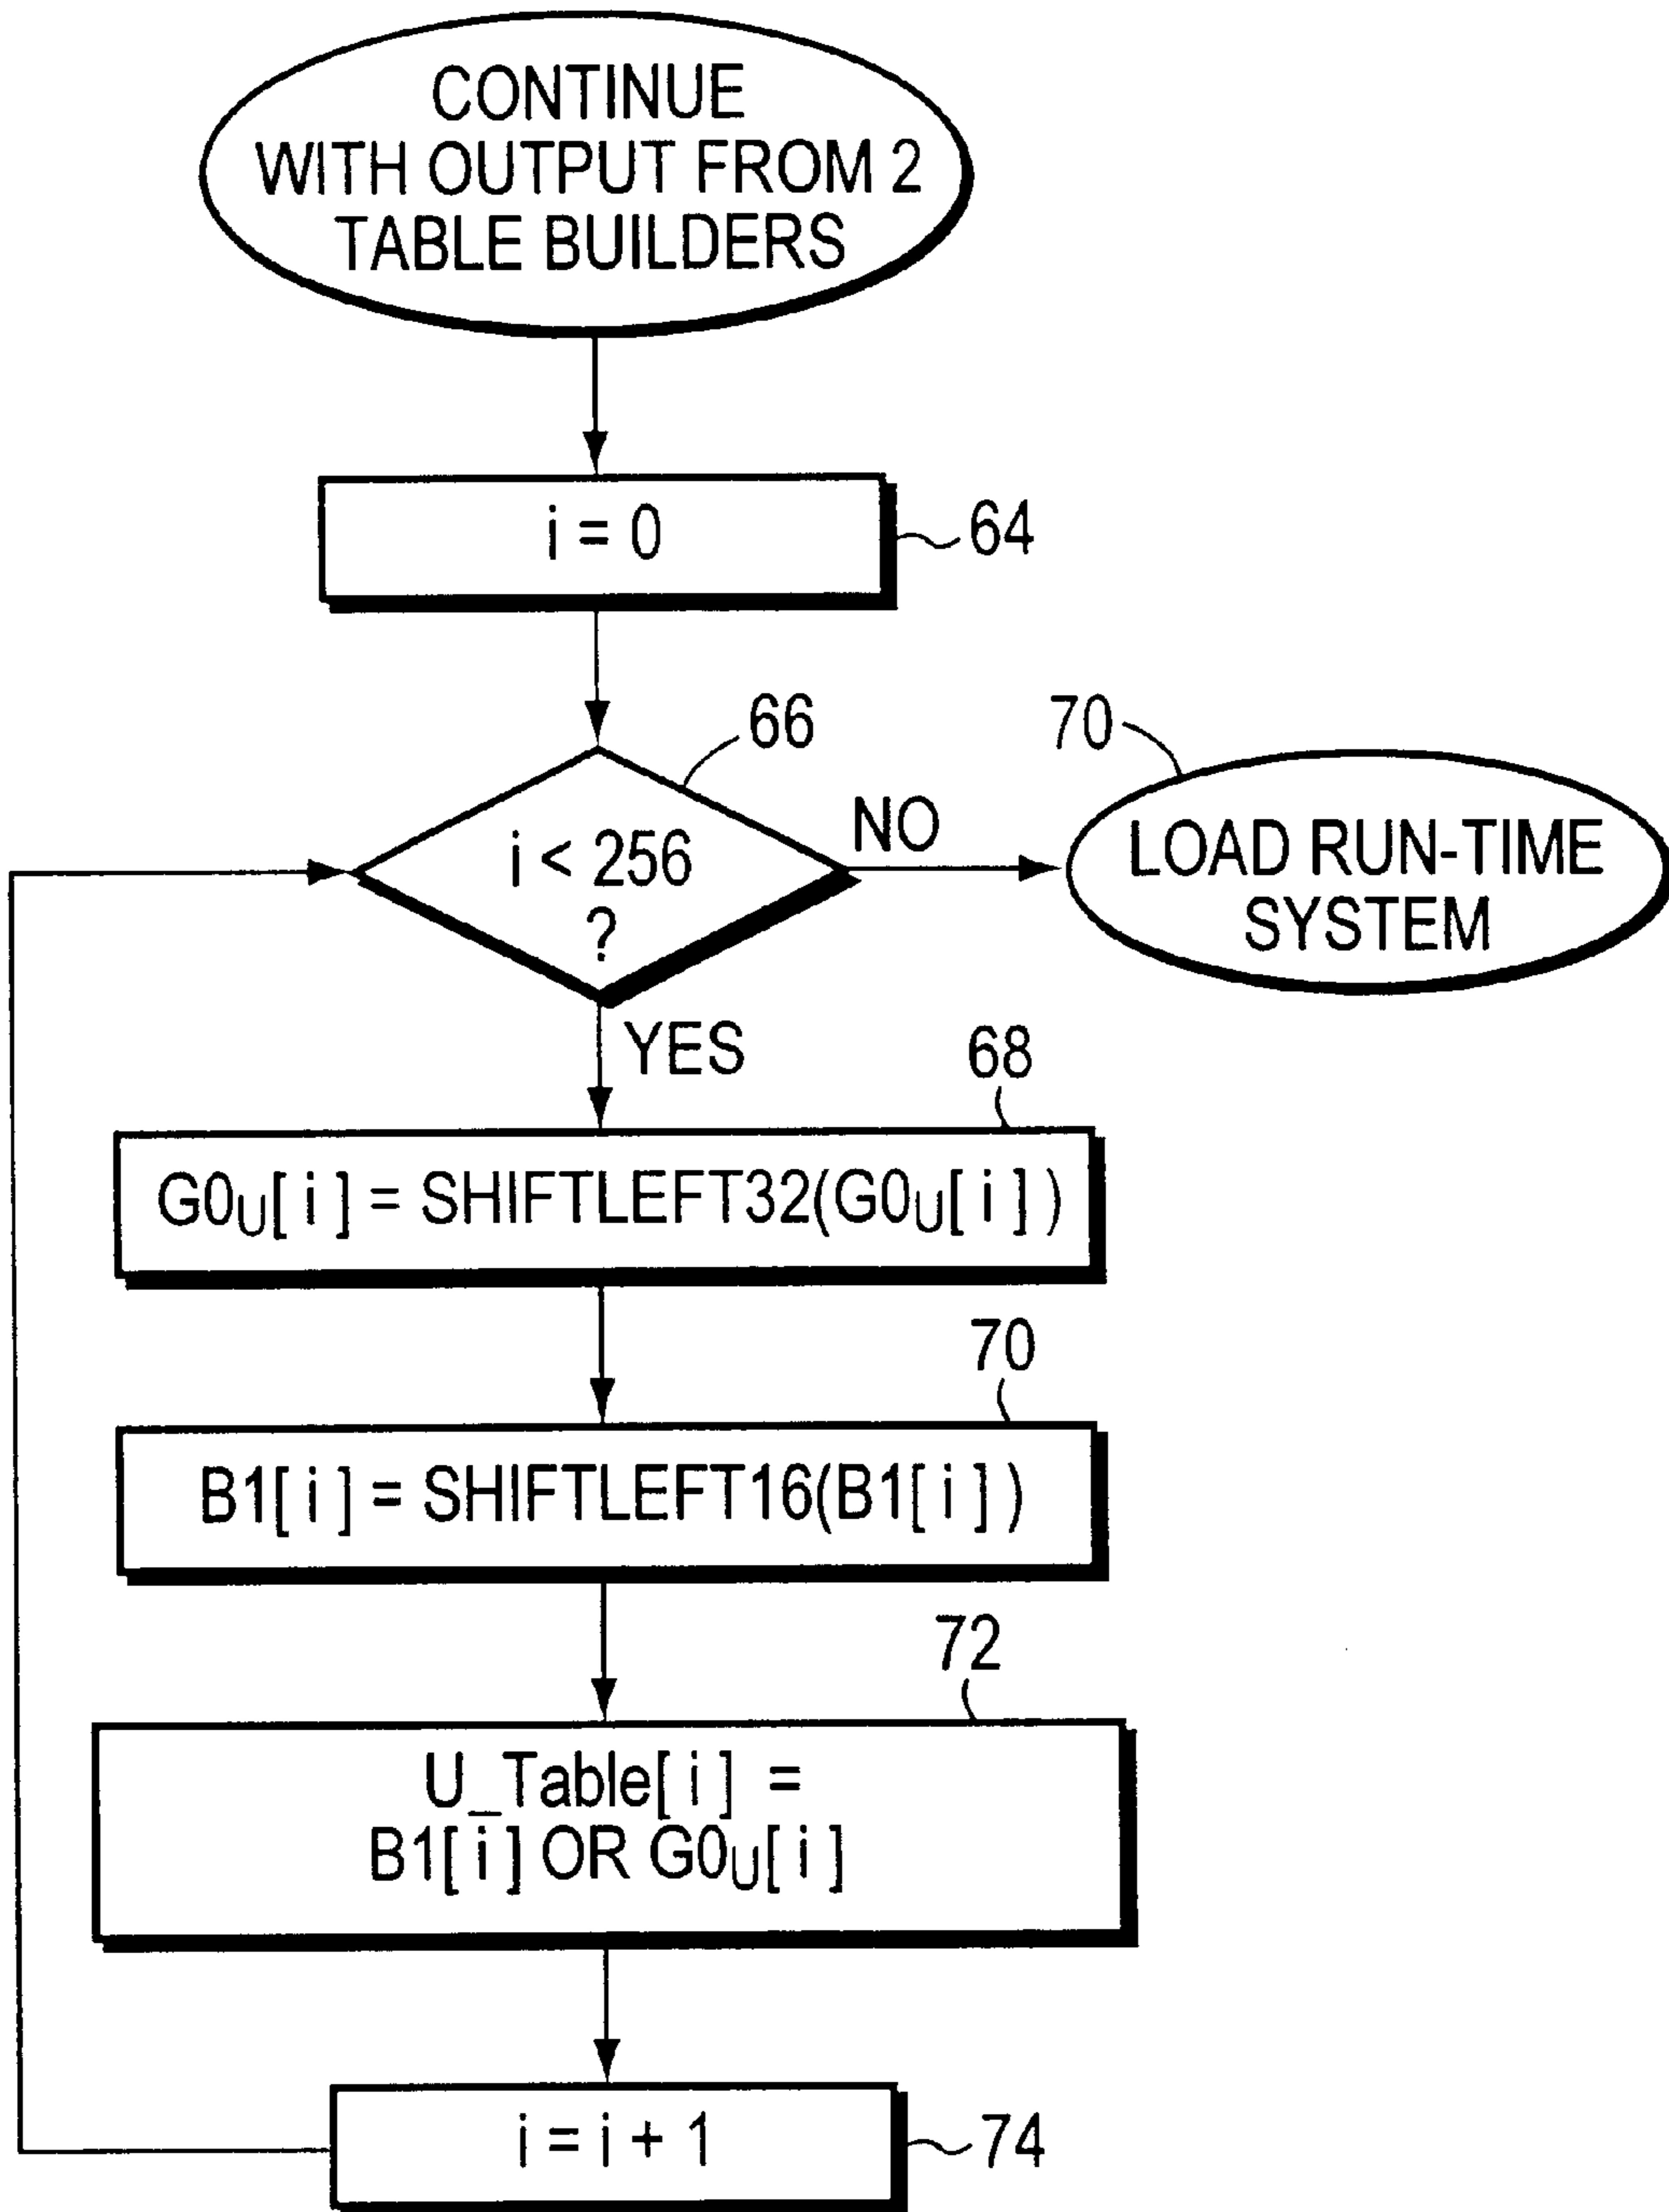 CONTINUE
WITH OUTPUT FROM 2
TABLE BUILDERS
i = 0
64
66
i < 256
?
NO
70
LOAD RUN-TIME
SYSTEM
YES
68
G0U[ i ] = SHIFTLEFT32(G0U[ i ] )
70
B1[ i ] = SHIFTLEFT16(B1[ i ] )
72
U_Table[ i ] =
B1[ i ] OR G0U[ i ]
i = i + 1
74